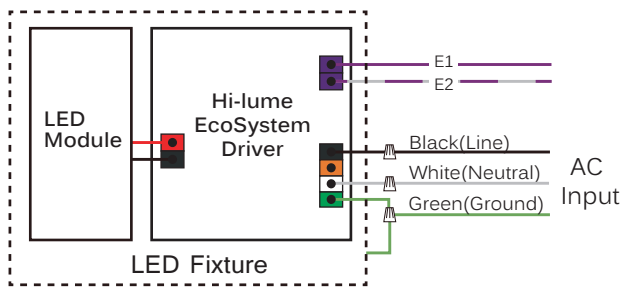 E1
E2
Hi-lume
EcoSystem
Driver
LED
Module
Black(Line)
White(Neutral)
Green(Ground)
AC
Input
LED Fixture